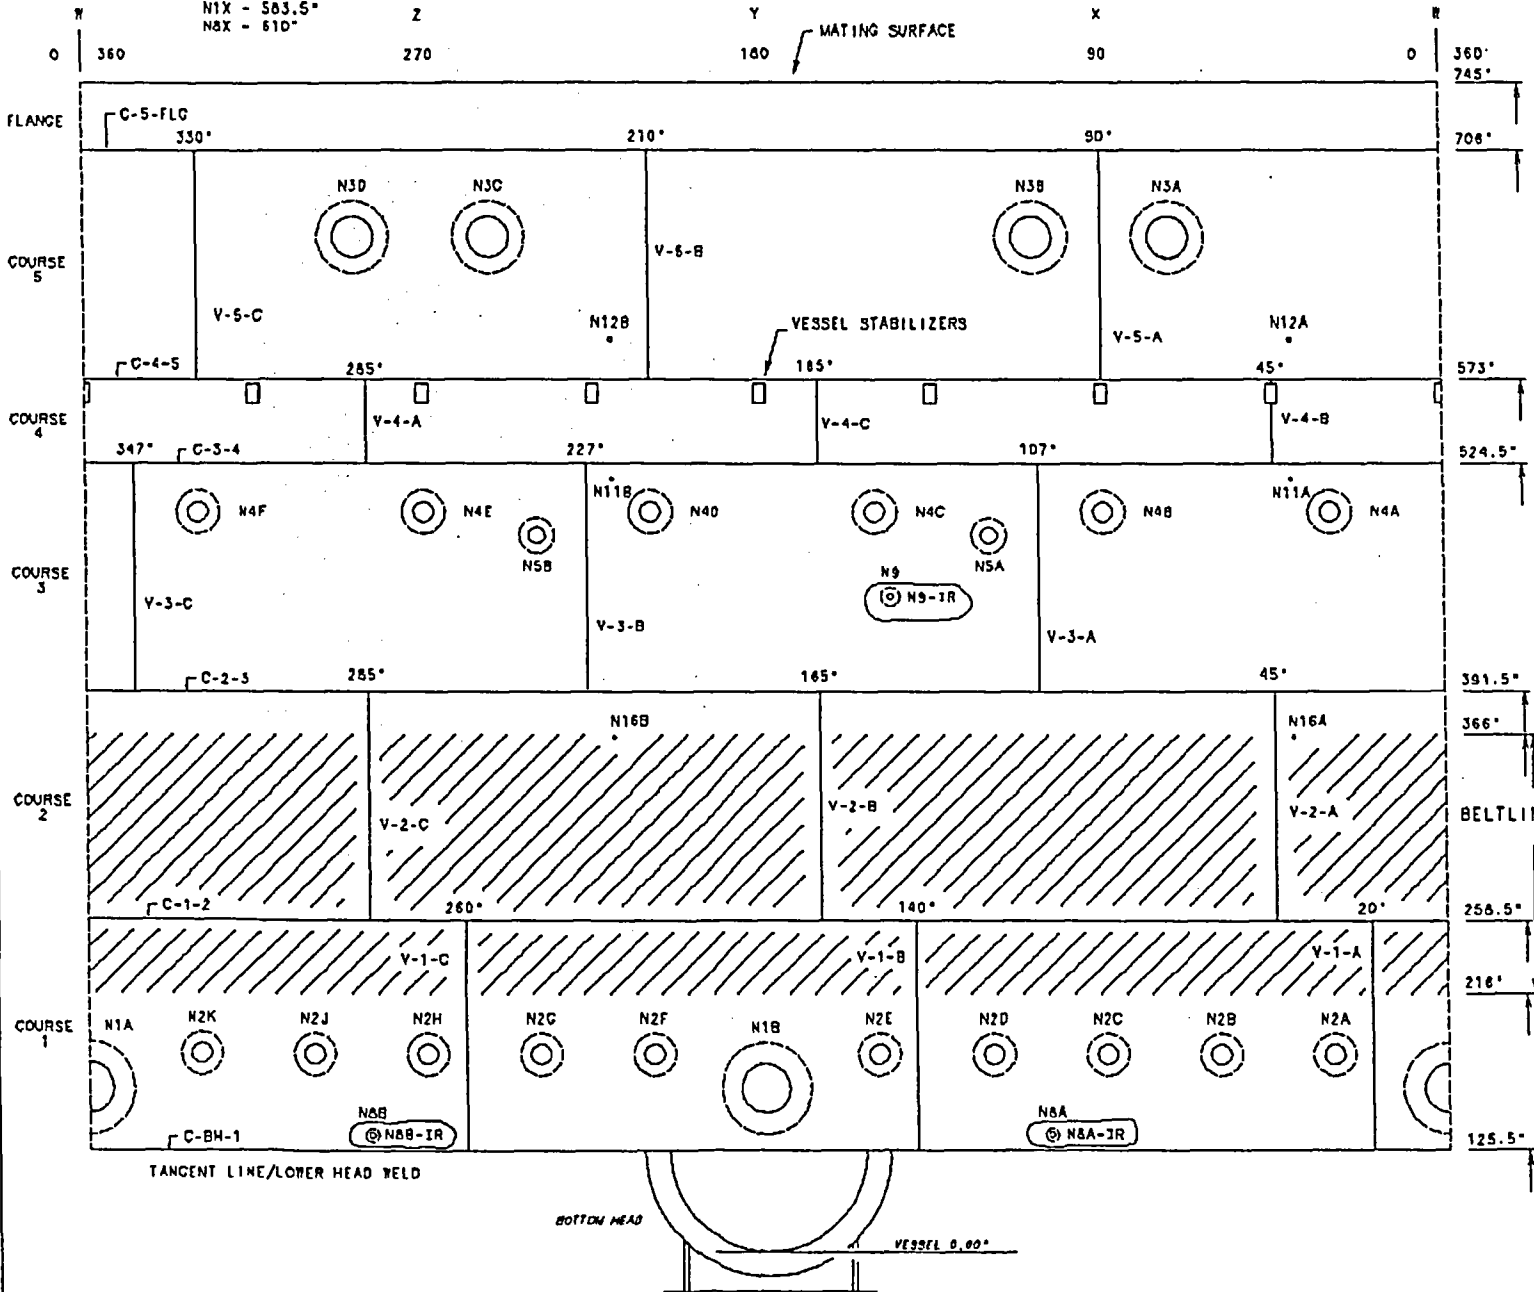 N1X - 583.5"
N8X - 610"
W Z Y X W
MATING SURFACE
0 360 270 180 90 0 360°
745"
FLANGE
C-5-FLG
330° 210° 90°
706"
N3D N3C N3B N3A
COURSE
5
V-5-B
V-5-C
N12B
VESSEL STABILIZERS
V-5-A
N12A
C-4-5
285° 165° 45°
573"
COURSE
4
V-4-A V-4-C V-4-B
347° C-3-4 227° 107°
524.5"
N11B N11A
N4F N4E N4D N4C N4B N4A
N5B N5A
COURSE
3
N9
N9-IR
V-3-C
V-3-B
V-3-A
C-2-3
285° 165° 45°
391.5"
366"
N16B N16A
COURSE
2
V-2-C V-2-B V-2-A
C-1-2
260° 140° 20°
258.5"
V-1-C V-1-B V-1-A
216"
COURSE
1
N1A N2K N2J N2H N2G N2F N1B N2E N2D N2C N2B N2A
N8B N8A
N8B-IR N8A-IR
C-BH-1
125.5"
TANGENT LINE/LOWER HEAD WELD
BOTTOM HEAD
VESSEL 0.00"